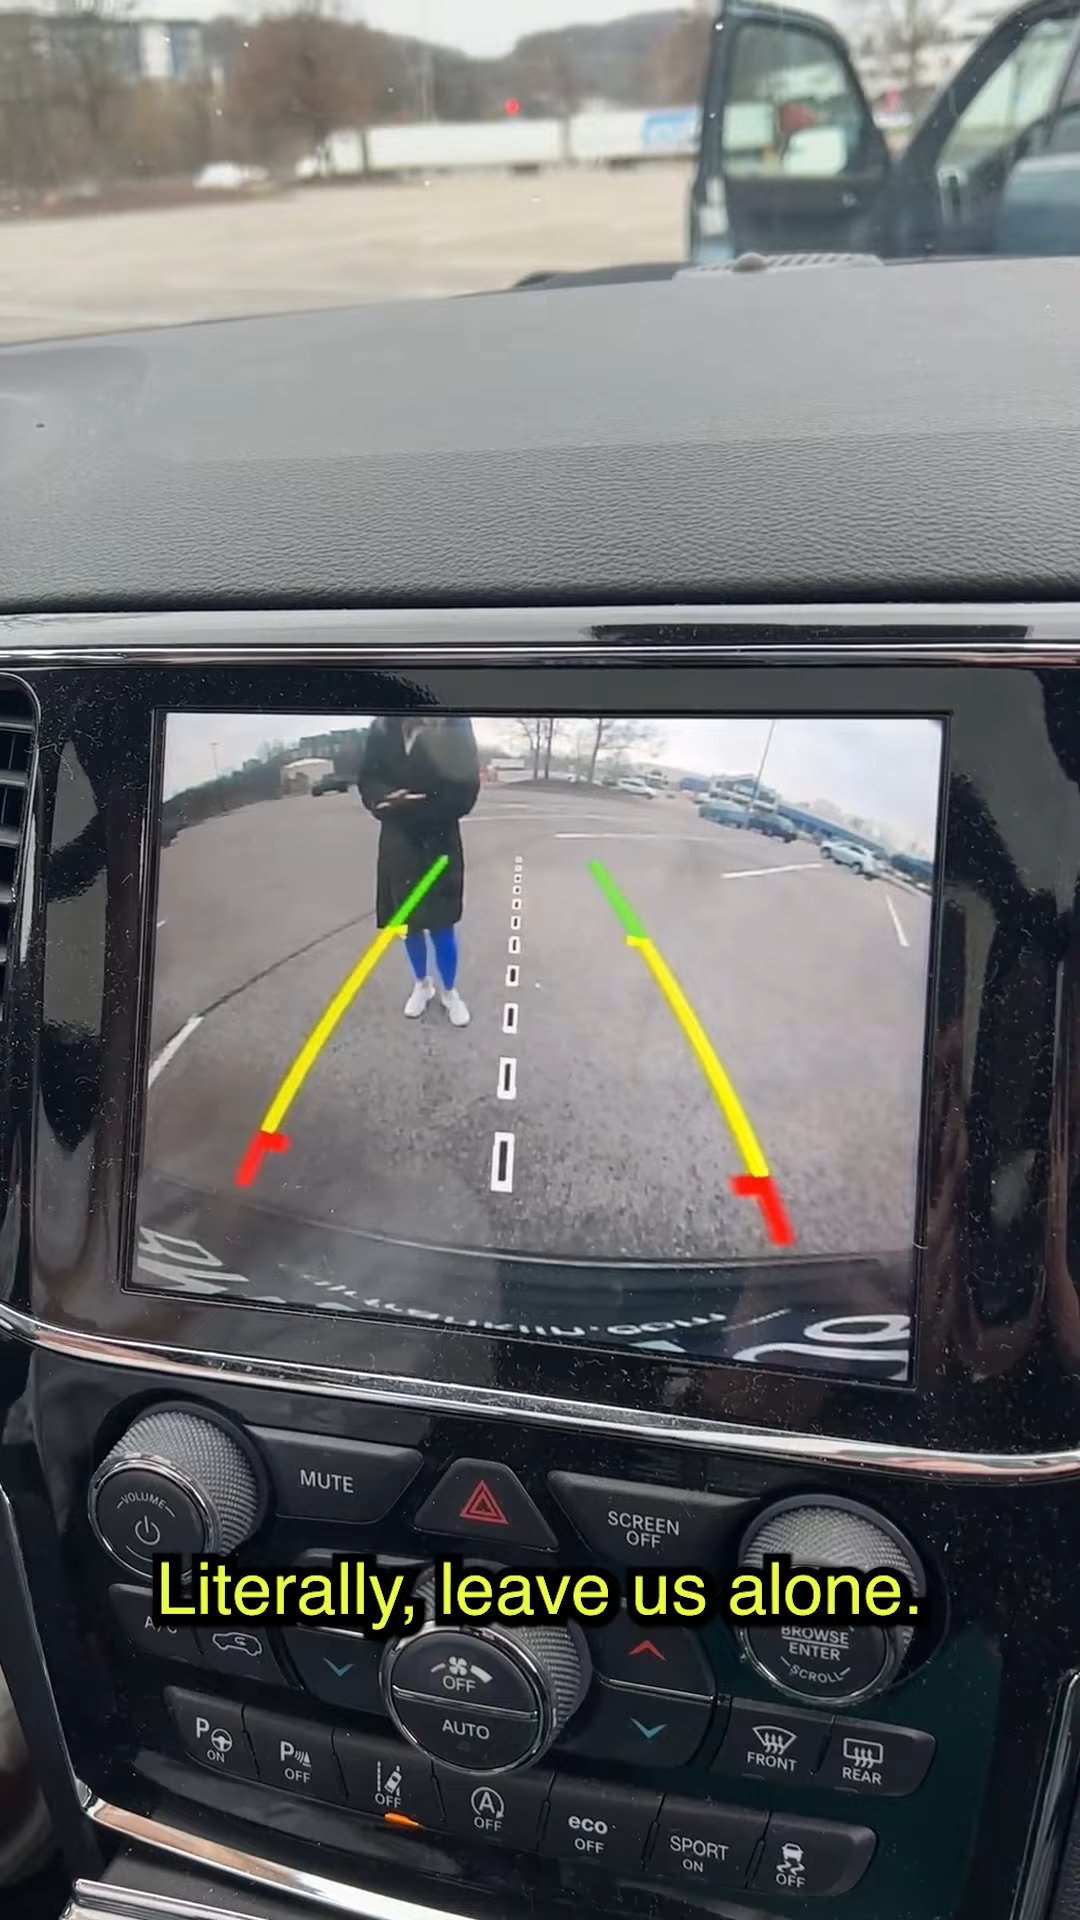 MUTE
SCREEN
OFF
VOLUME
Literally, leave us alone.
A/C
BROWSE
ENTER
SCROLL
OFF
AUTO
P
ON
P
OFF
OFF
A
OFF
eco
OFF
SPORT
ON
OFF
FRONT
REAR